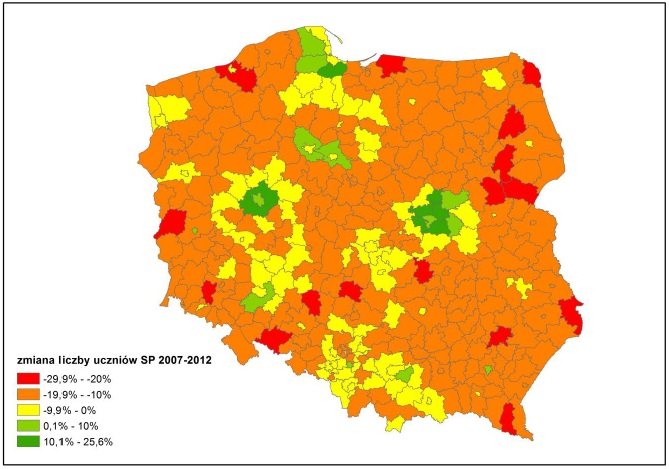 zmiana liczby uczniów SP 2007-2012
-29,9% - -20%
-19,9% - -10%
-9,9% - 0%
0,1% - 10%
10,1% - 25,6%